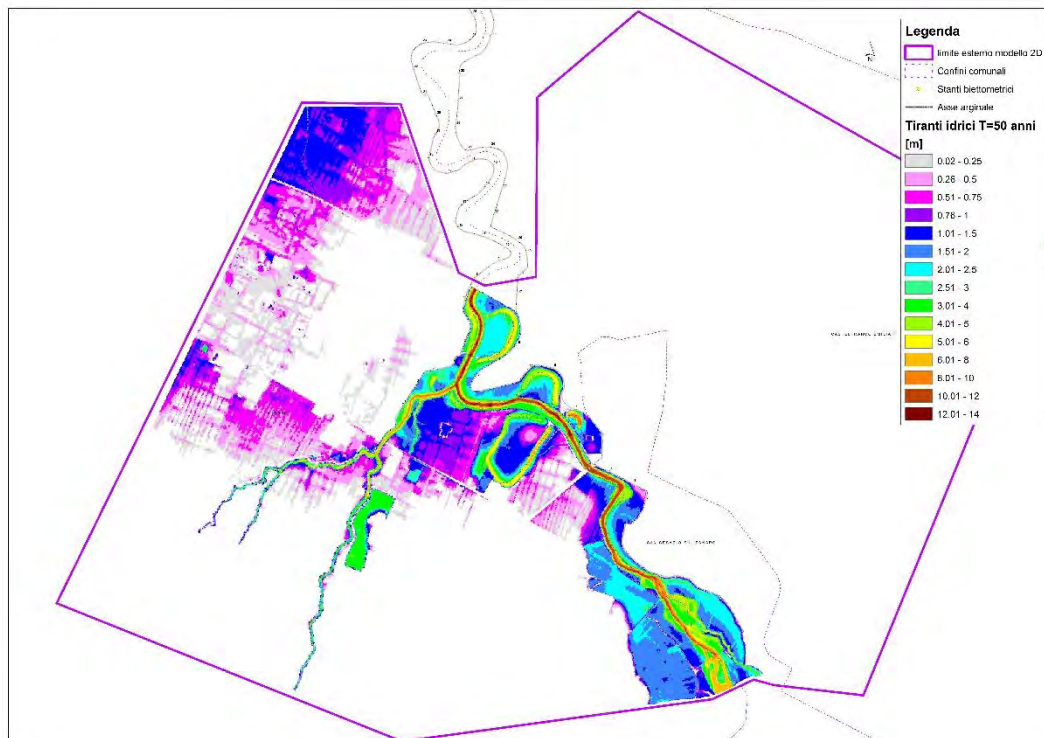 Legenda
limite esterno modello 2D
Confini comunali
Stanti biettometrici
Asse arginale
Tiranti idrici T=50 anni
[m]
0.02 - 0.25
0.26 - 0.5
0.51 - 0.75
0.76 - 1
1.01 - 1.5
1.51 - 2
2.01 - 2.5
2.51 - 3
3.01 - 4
4.01 - 5
5.01 - 6
6.01 - 8
8.01 - 10
10.01 - 12
12.01 - 14
N